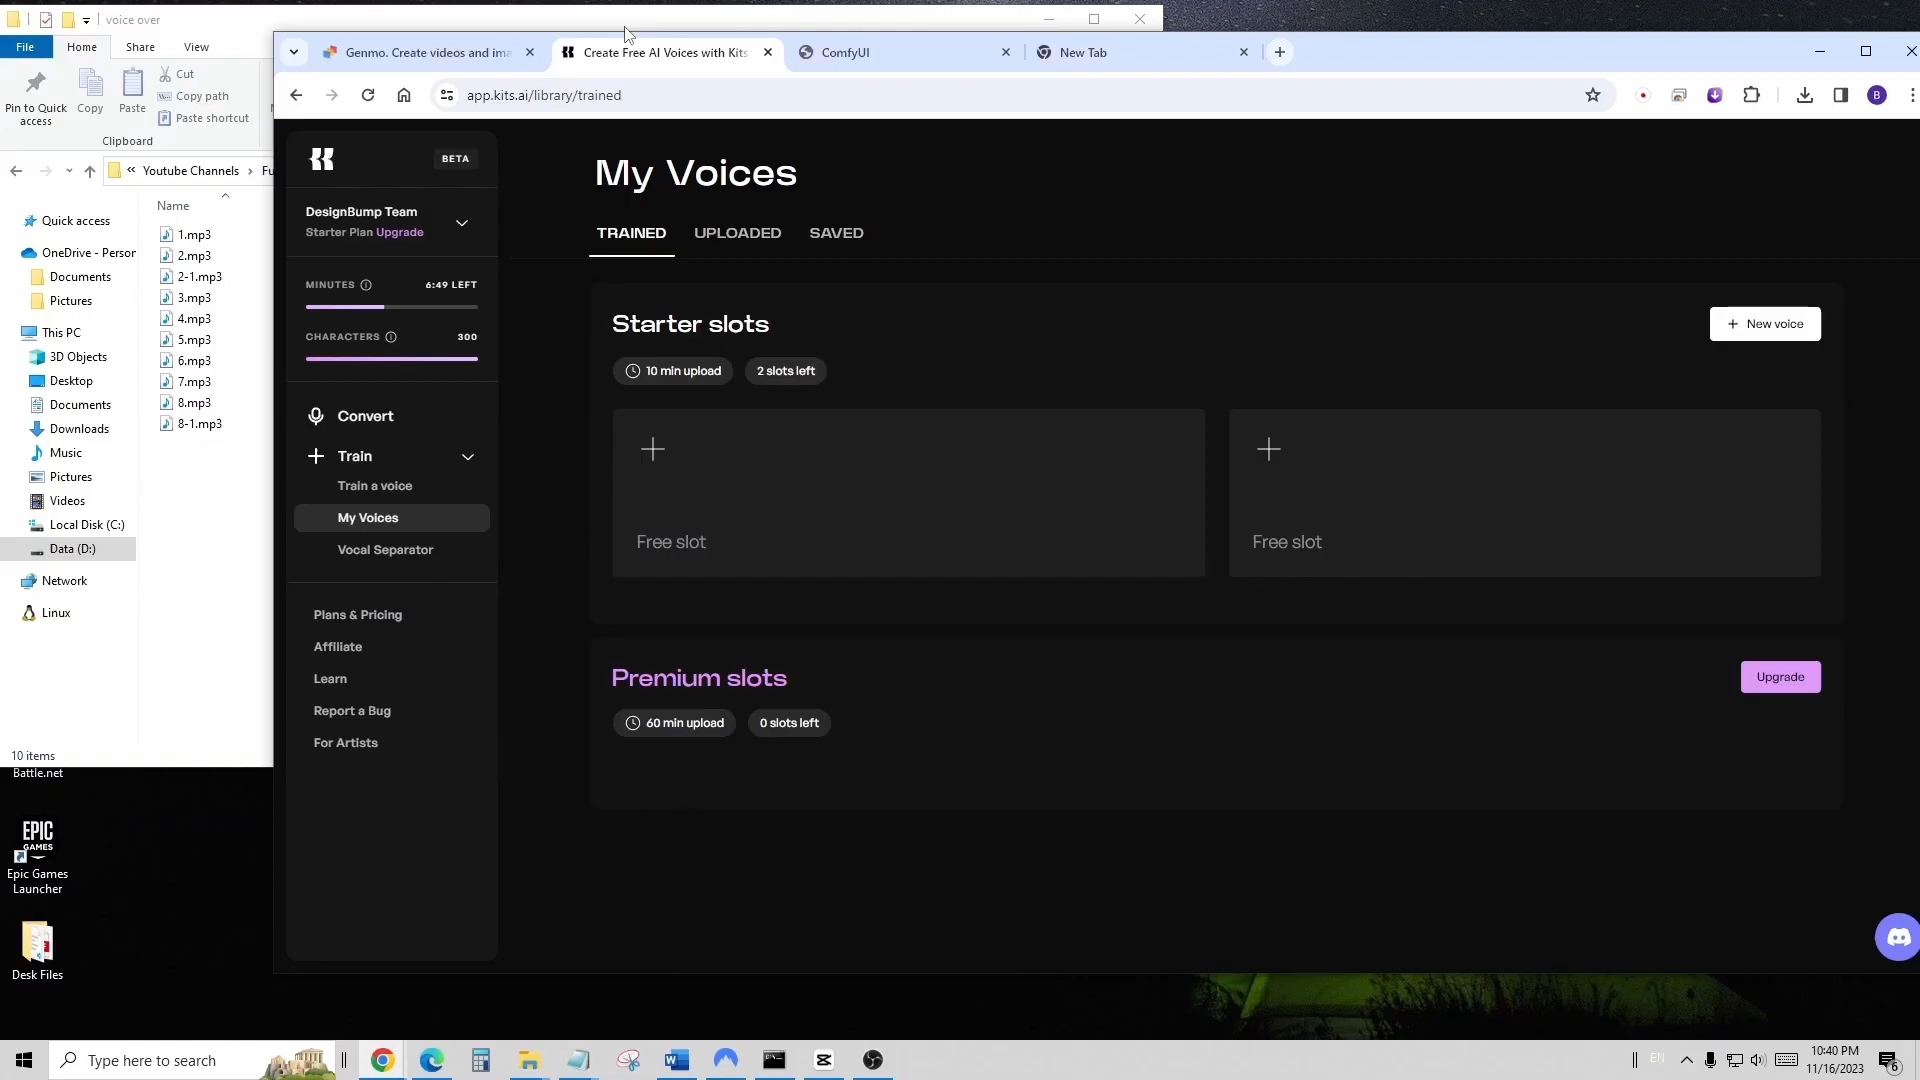 voice over
File
Home
Share
View
Pin to Quick
access
Copy
Paste
Cut
Copy path
Paste shortcut
Clipboard
« Youtube Channels › Fu
Name
Quick access
OneDrive - Person
Documents
Pictures
This PC
3D Objects
Desktop
Documents
Downloads
Music
Pictures
Videos
Local Disk (C:)
Data (D:)
Network
Linux
1.mp3
2.mp3
2-1.mp3
3.mp3
4.mp3
5.mp3
6.mp3
7.mp3
8.mp3
8-1.mp3
10 items
Battle.net
EPIC
GAMES
Epic Games
Launcher
Desk Files
Genmo. Create videos and ima
Create Free AI Voices with Kits
ComfyUI
New Tab
app.kits.ai/library/trained
B
BETA
DesignBump Team
Starter Plan Upgrade
MINUTES
6:49 LEFT
CHARACTERS
300
Convert
Train
Train a voice
My Voices
Vocal Separator
Plans & Pricing
Affiliate
Learn
Report a Bug
For Artists
My Voices
TRAINED
UPLOADED
SAVED
Starter slots
+ New voice
10 min upload
2 slots left
Free slot
Free slot
Premium slots
Upgrade
60 min upload
0 slots left
Type here to search
EN
10:40 PM
11/16/2023
6